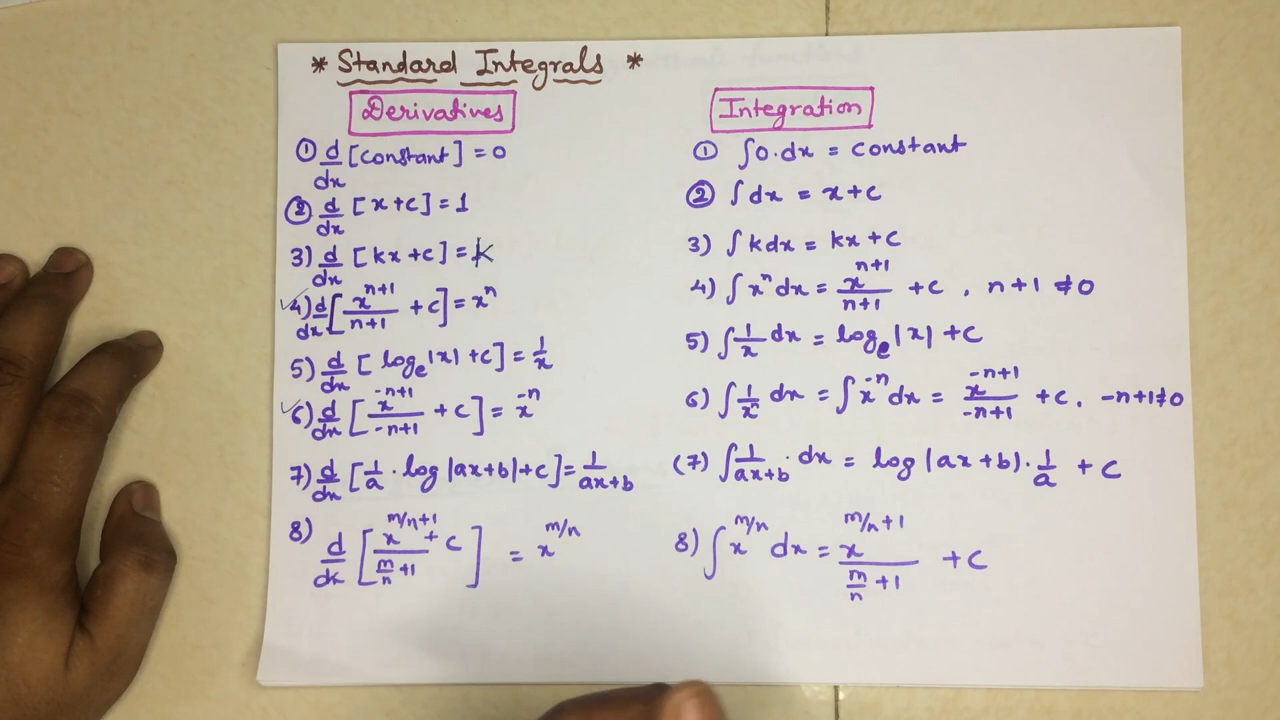 * Standard Integrals *
Derivatives
① d/dx [constant] = 0
② d/dx [x+c] = 1
3) d/dx [kx+c] = k
4) d/dx [x^(n+1)/(n+1) + c] = x^n
5) d/dx [log_e|x| + c] = 1/x
6) d/dx [x^(-n+1)/(-n+1) + c] = x^(-n)
7) d/dx [1/a · log|ax+b| + c] = 1/(ax+b)
8) d/dx [x^(m/n+1)/(m/n+1) + c] = x^(m/n)
Integration
① ∫0·dx = constant
② ∫dx = x+c
3) ∫kdx = kx+c
4) ∫x^n dx = x^(n+1)/(n+1) + c , n+1 ≠ 0
5) ∫1/x dx = log_e|x| + c
6) ∫1/x^n dx = ∫x^(-n) dx = x^(-n+1)/(-n+1) + c, -n+1≠0
(7) ∫1/(ax+b) · dx = log|ax+b|·1/a + c
8) ∫x^(m/n) dx = x^(m/n+1)/(m/n+1) + c